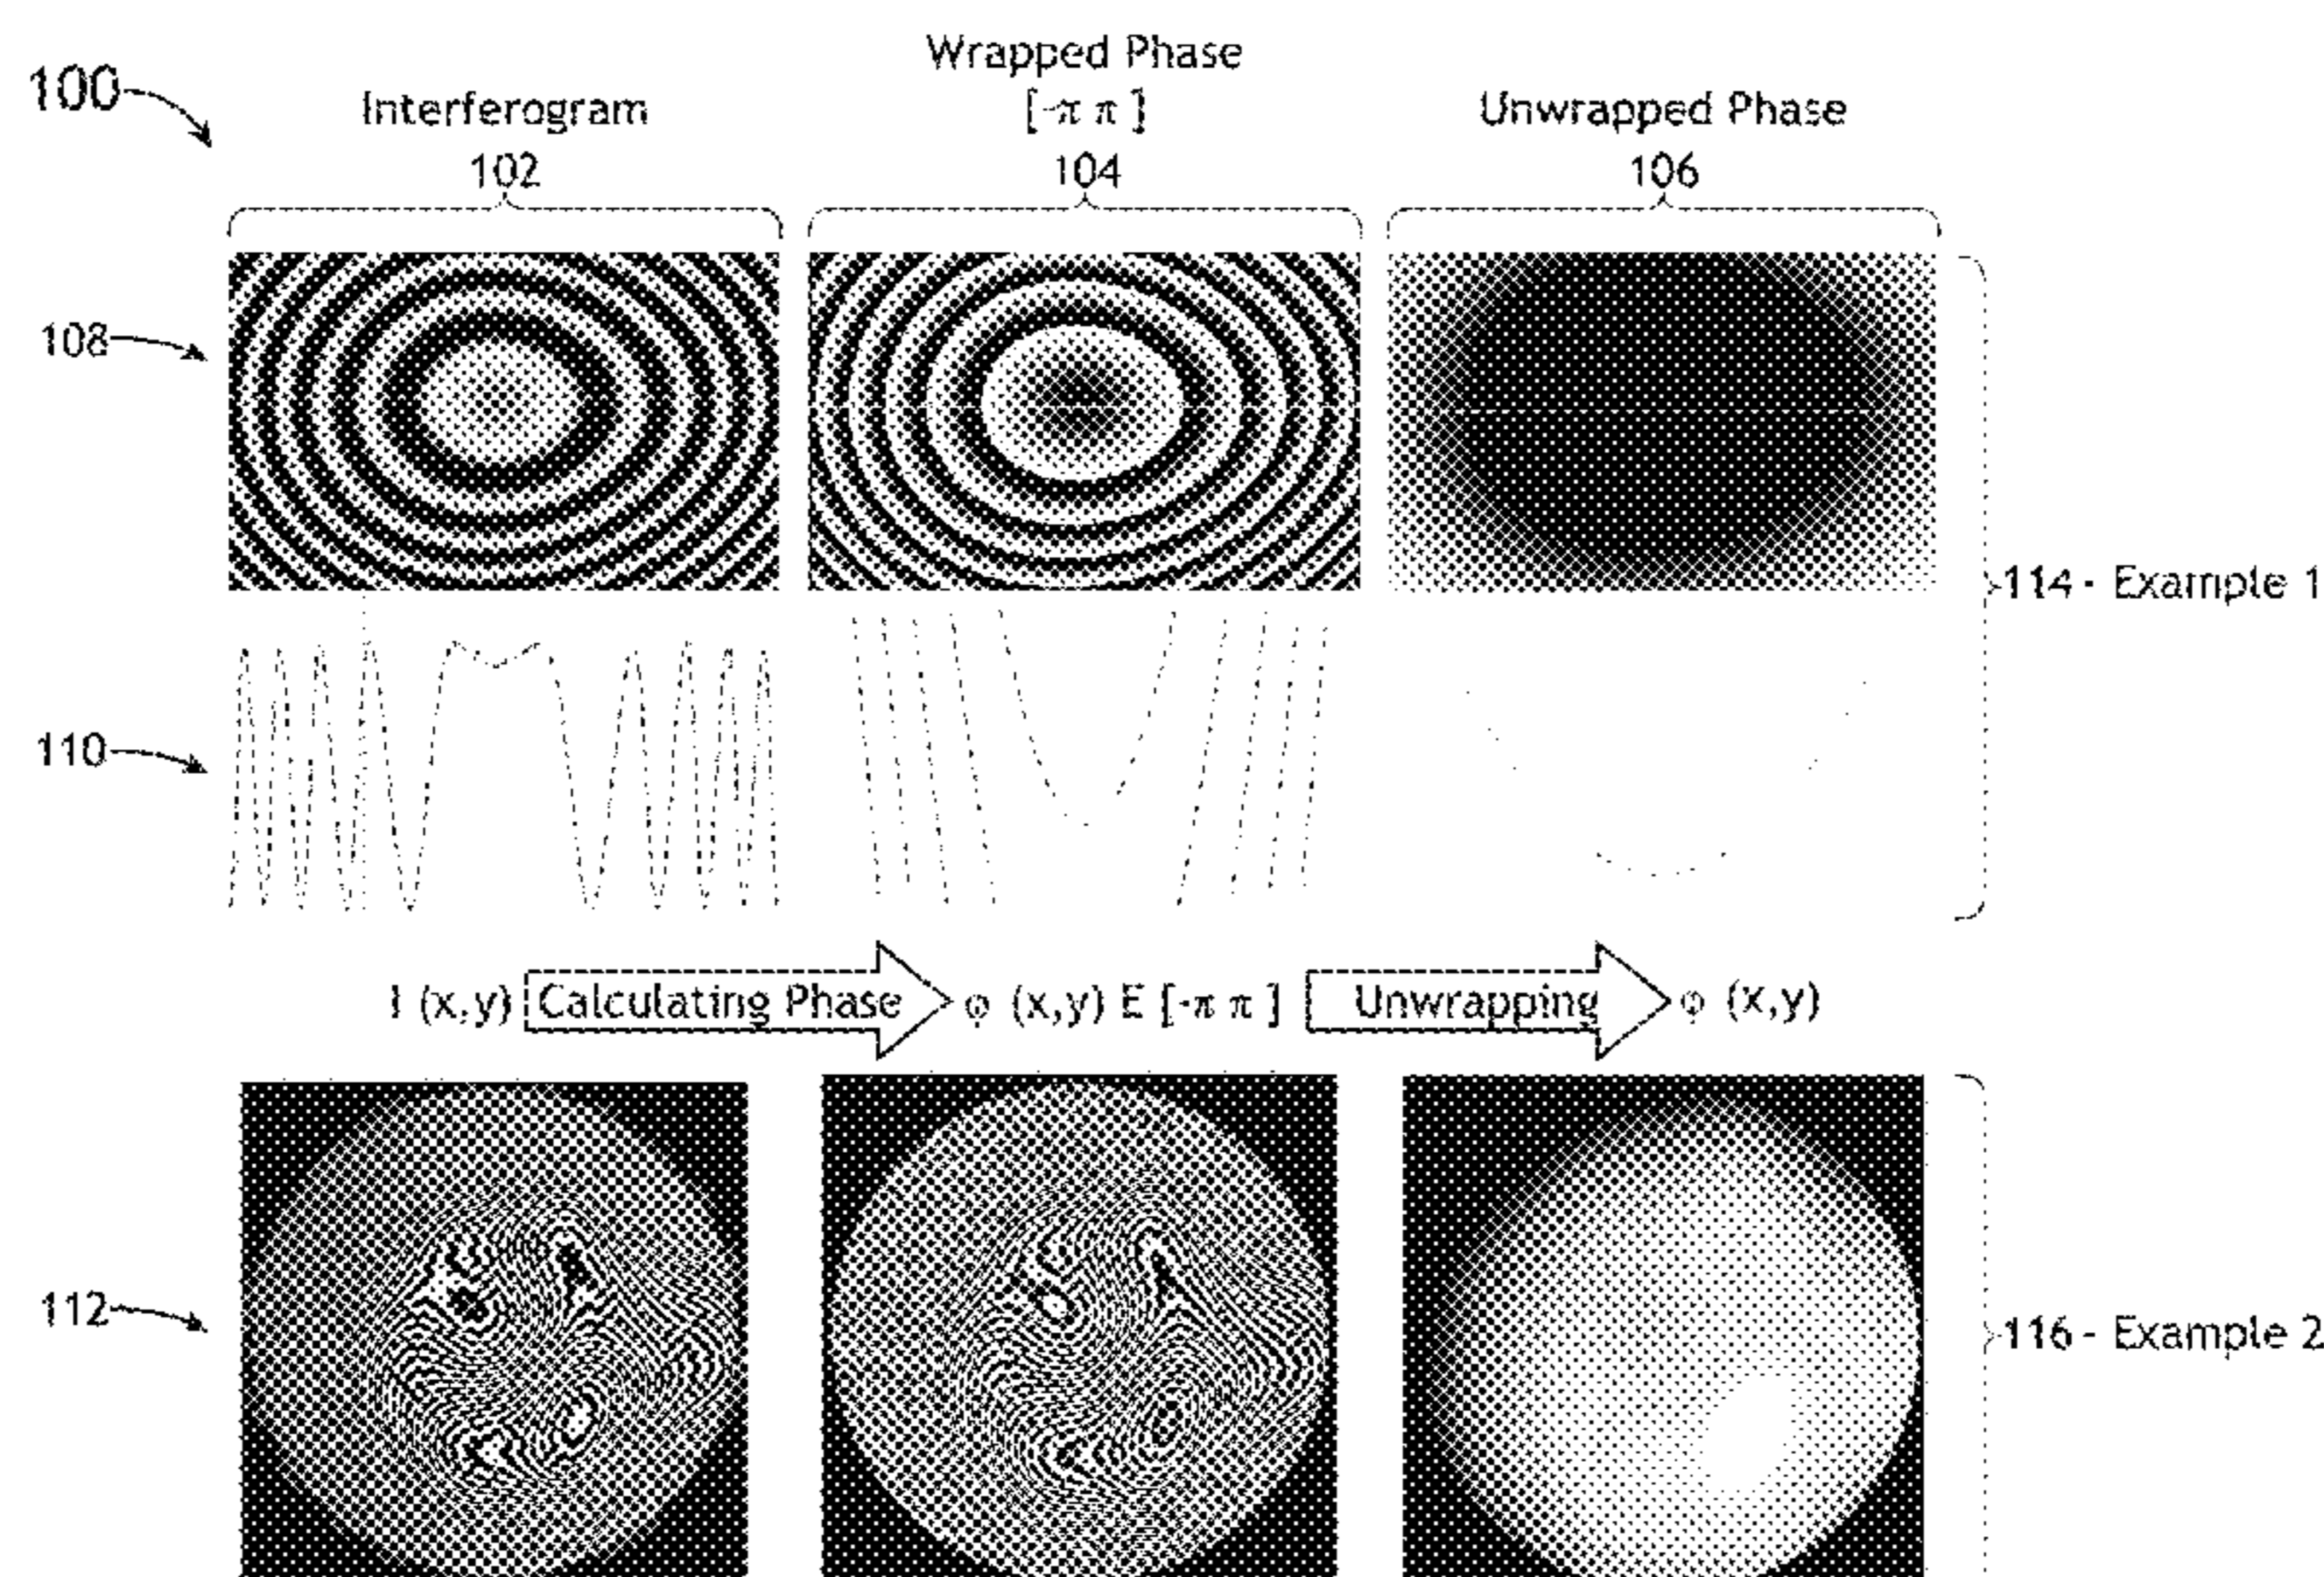 100
Interferogram
102
Wrapped Phase
[-π π ]
104
Unwrapped Phase
106
108
114 - Example 1
110
I (x,y) Calculating Phase φ (x,y) E [-π π ] Unwrapping φ (x,y)
112
116 - Example 2